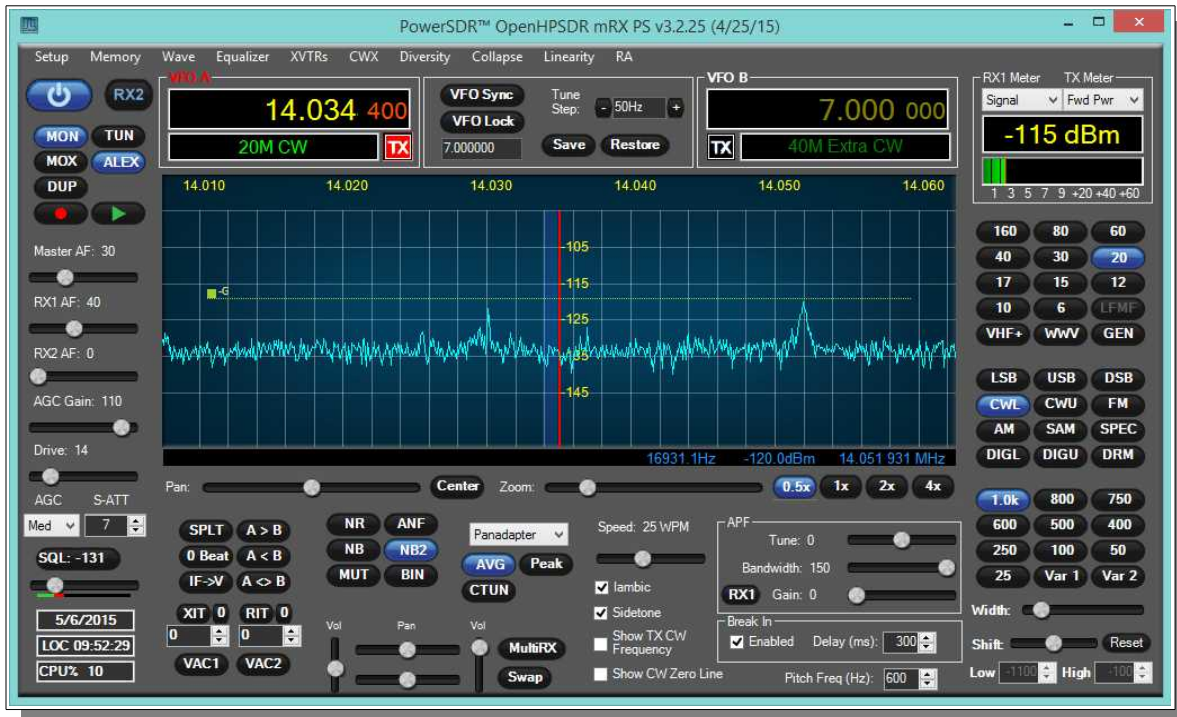 PowerSDR™ OpenHPSDR mRX PS v3.2.25 (4/25/15)
Setup Memory Wave Equalizer XVTRs CWX Diversity Collapse Linearity RA
RX2
MON TUN
MOX ALEX
DUP
Master AF: 30
RX1 AF: 40
RX2 AF: 0
AGC Gain: 110
Drive: 14
AGC S-ATT
Med 7
SQL: -131
5/6/2015
LOC 09:52:29
CPU% 10
VFO A
14.034 400
20M CW TX
VFO Sync
VFO Lock
7.000000
Tune
Step: - 50Hz +
Save Restore
VFO B
7.000 000
TX 40M Extra CW
RX1 Meter TX Meter
Signal Fwd Pwr
-115 dBm
1 3 5 7 9 +20 +40 +60
14.010 14.020 14.030 14.040 14.050 14.060
-105
-G
-115
-125
-135
-145
16931.1Hz -120.0dBm 14.051 931 MHz
Pan: Center Zoom: 0.5x 1x 2x 4x
160 80 60
40 30 20
17 15 12
10 6 LFMF
VHF+ WWV GEN
LSB USB DSB
CWL CWU FM
AM SAM SPEC
DIGL DIGU DRM
1.0k 800 750
600 500 400
250 100 50
25 Var 1 Var 2
Width:
Shift: Reset
Low -1100 High -100
SPLT A > B
0 Beat A < B
IF->V A <> B
XIT 0 RIT 0
0 0
VAC1 VAC2
NR ANF
NB NB2
MUT BIN
Vol Pan Vol
MultiRX
Swap
Panadapter
AVG Peak
CTUN
Speed: 25 WPM
Iambic
Sidetone
Show TX CW
Frequency
Show CW Zero Line
APF
Tune: 0
Bandwidth: 150
RX1 Gain: 0
Break In
Enabled Delay (ms): 300
Pitch Freq (Hz): 600